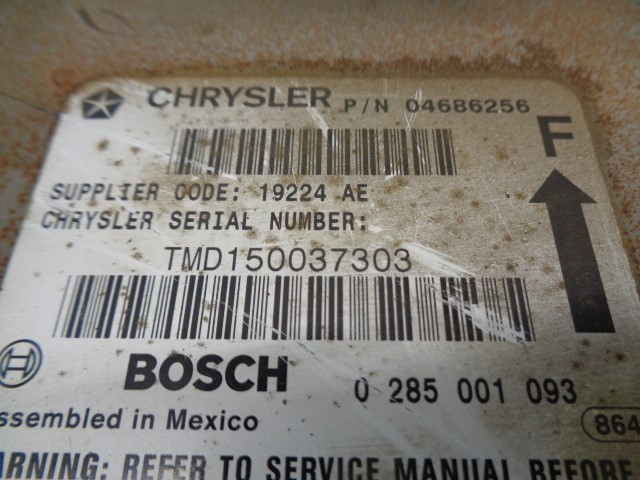 CHRYSLER P/N 04686256
F
SUPPLIER CODE: 19224 AE
CHRYSLER SERIAL NUMBER:
TMD150037303
BOSCH 0 285 001 093
ssembled in Mexico 864
ARNING: REFER TO SERVICE MANUAL BEFORE